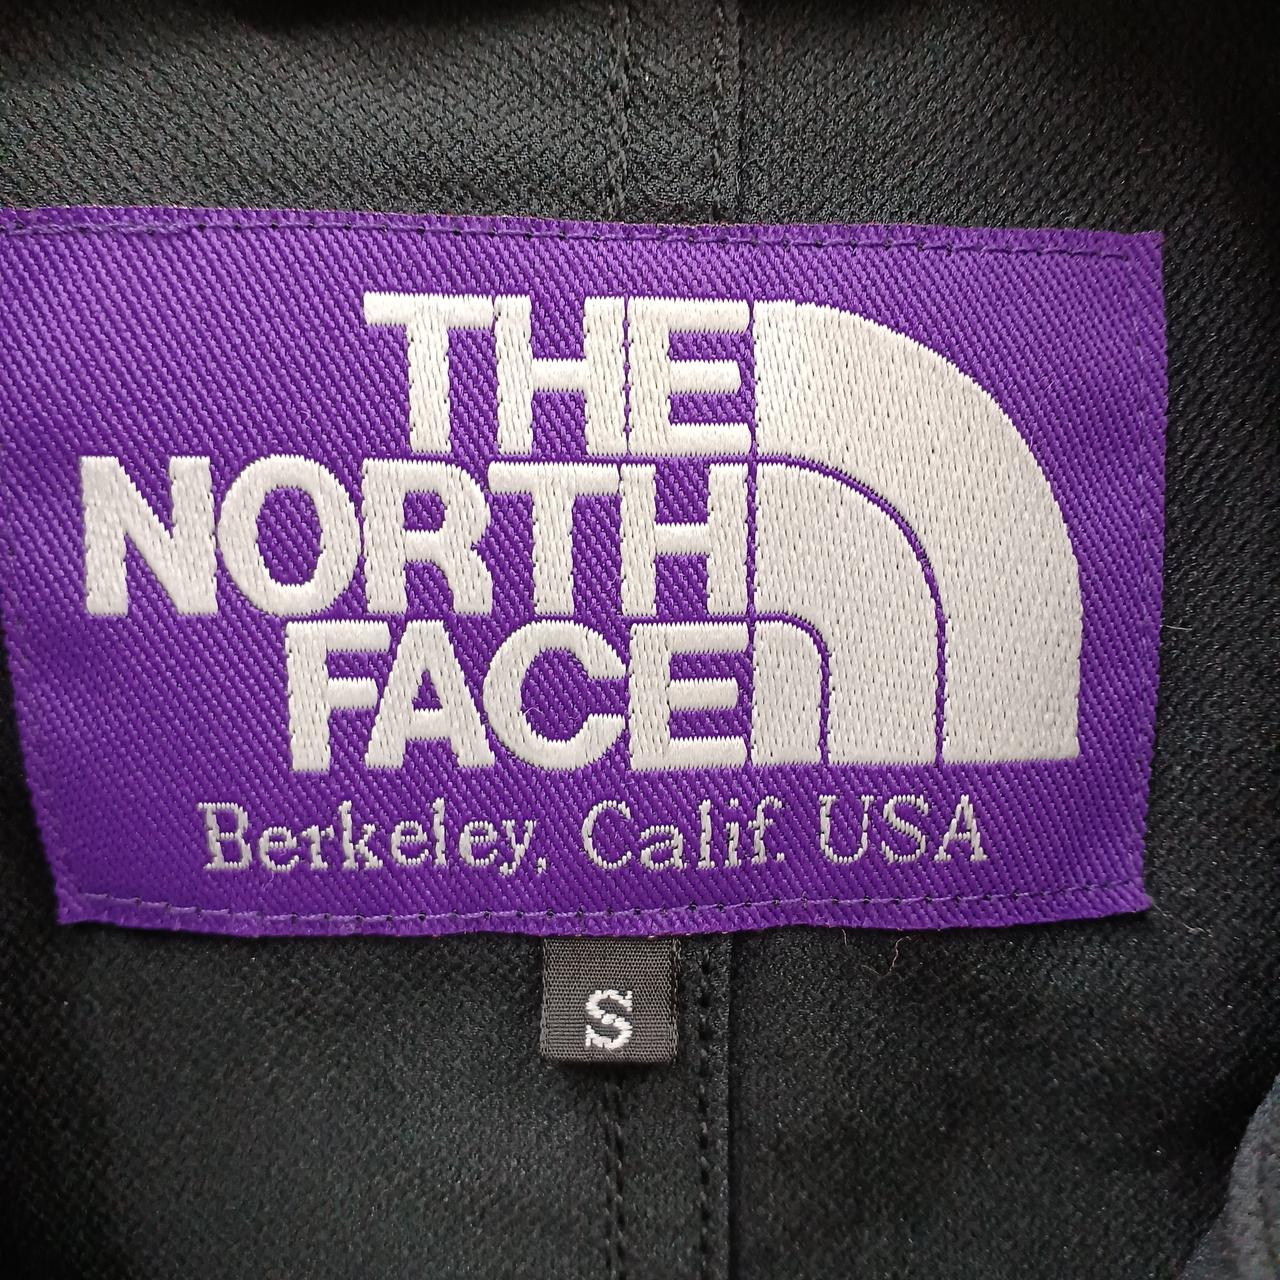 THE
NORTH
FACE
Berkeley, Calif. USA
S